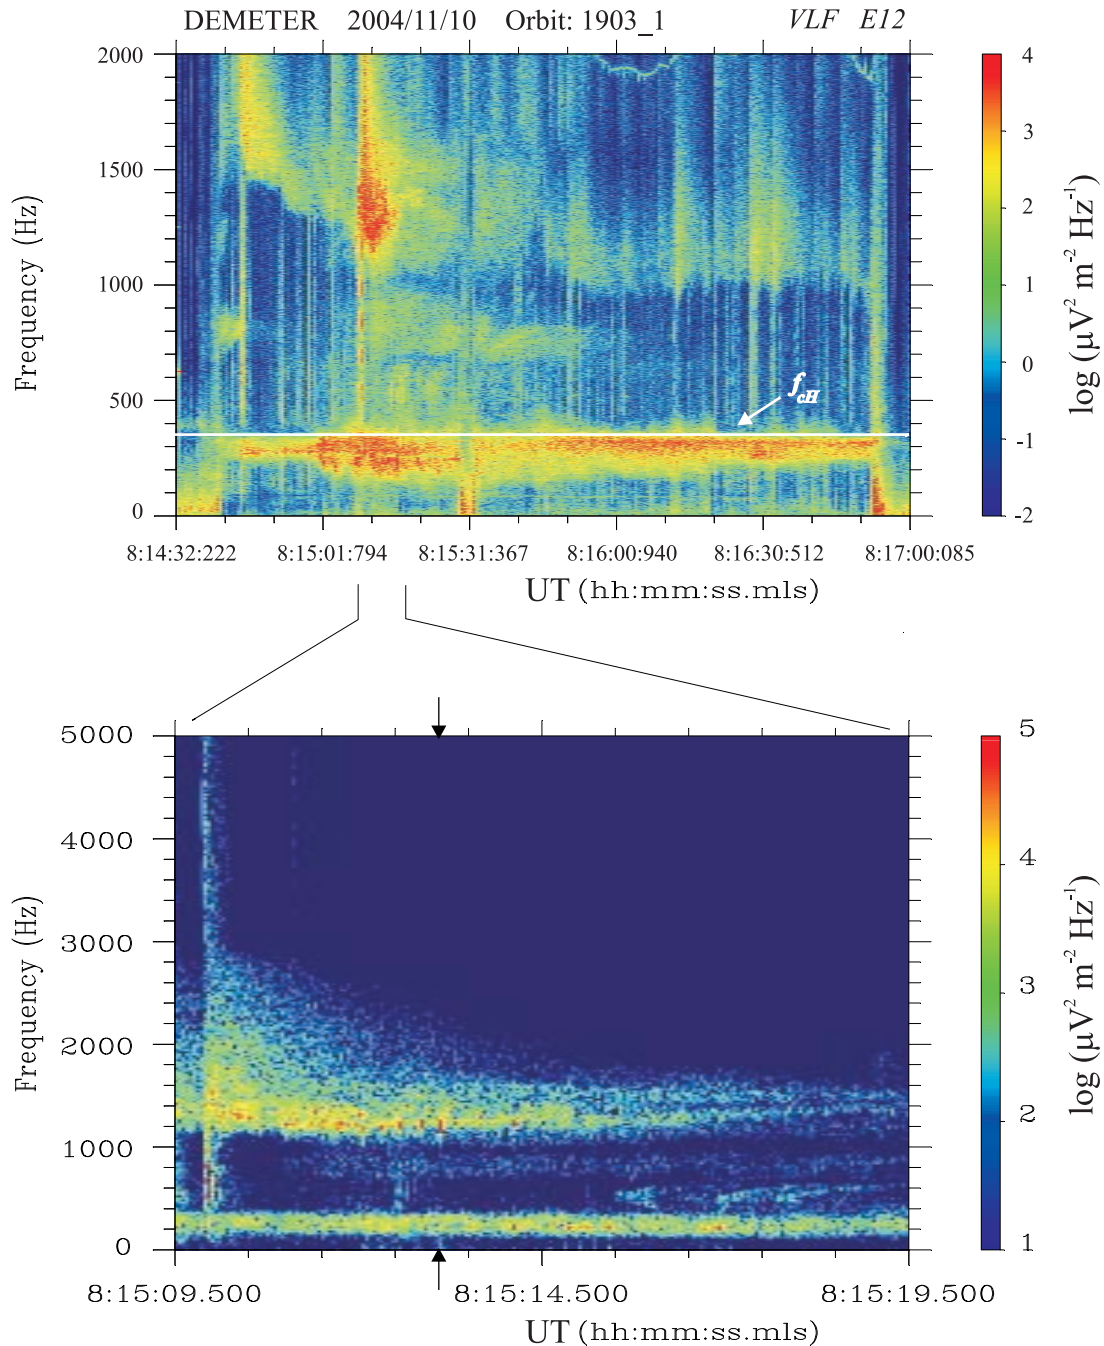 DEMETER 2004/11/10 Orbit: 1903_1 VLF E12
2000
1500
1000
500
0
Frequency (Hz)
f_cH
4
3
2
1
0
-1
-2
log (μV² m⁻² Hz⁻¹)
8:14:32:222 8:15:01:794 8:15:31:367 8:16:00:940 8:16:30:512 8:17:00:085
UT (hh:mm:ss.mls)
5000
4000
3000
2000
1000
0
Frequency (Hz)
5
4
3
2
1
log (μV² m⁻² Hz⁻¹)
8:15:09.500 8:15:14.500 8:15:19.500
UT (hh:mm:ss.mls)